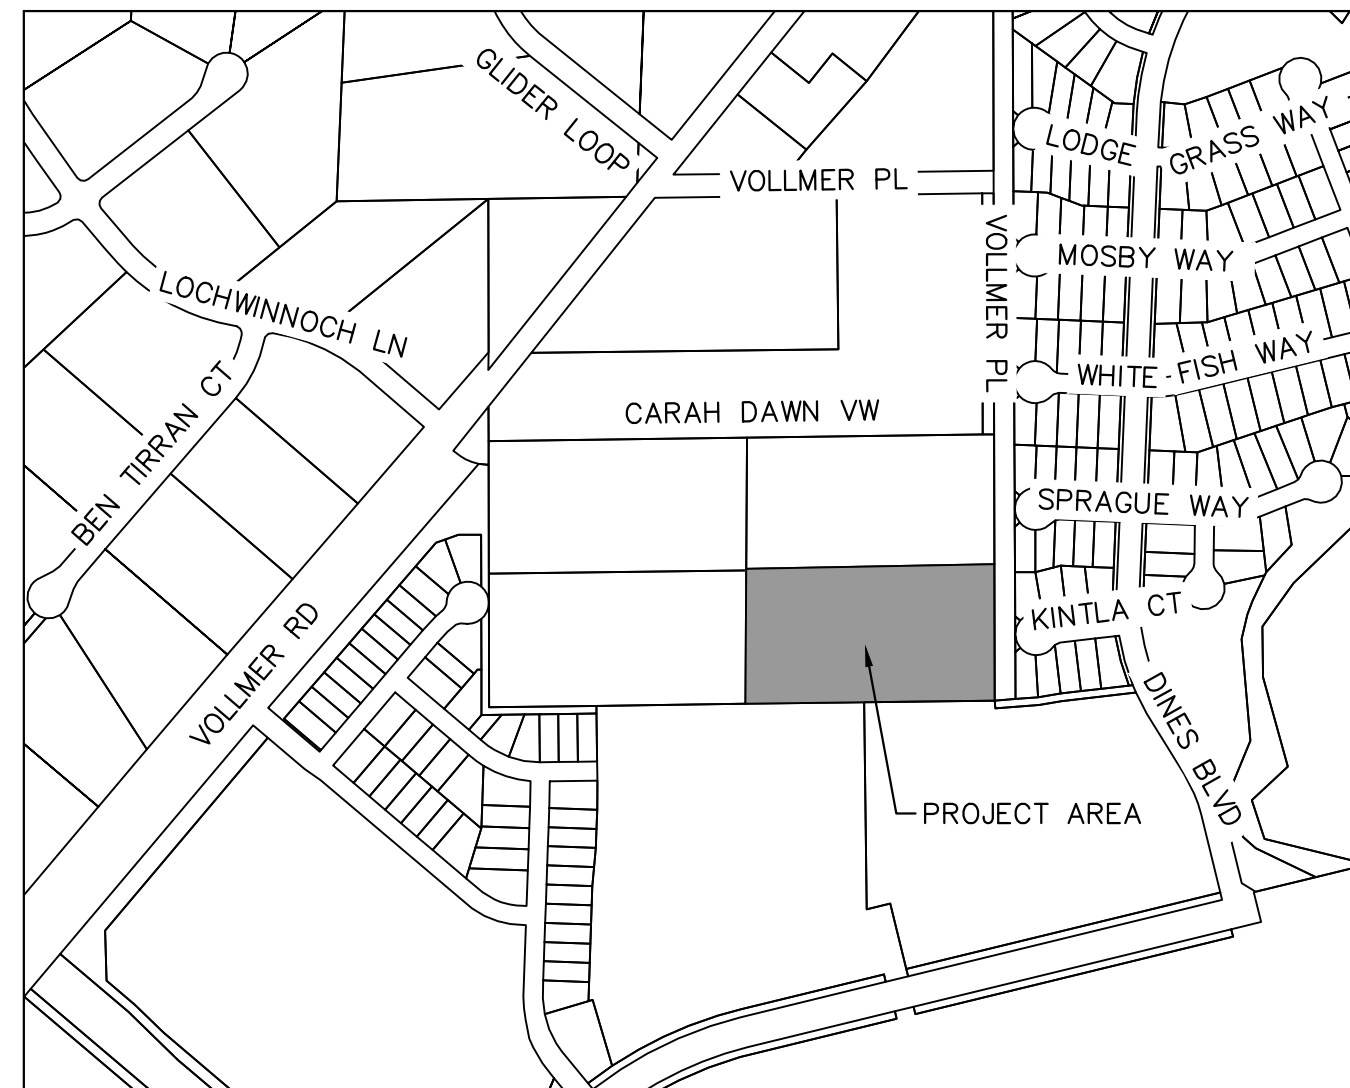 GLIDER LOOP
LODGE GRASS WAY
VOLLMER PL
VOLLMER PL
MOSBY WAY
LOCHWINNOCH LN
WHITE FISH WAY
BEN TIRRAN CT
CARAH DAWN VW
SPRAGUE WAY
KINTLA CT
VOLLMER RD
DINES BLVD
PROJECT AREA